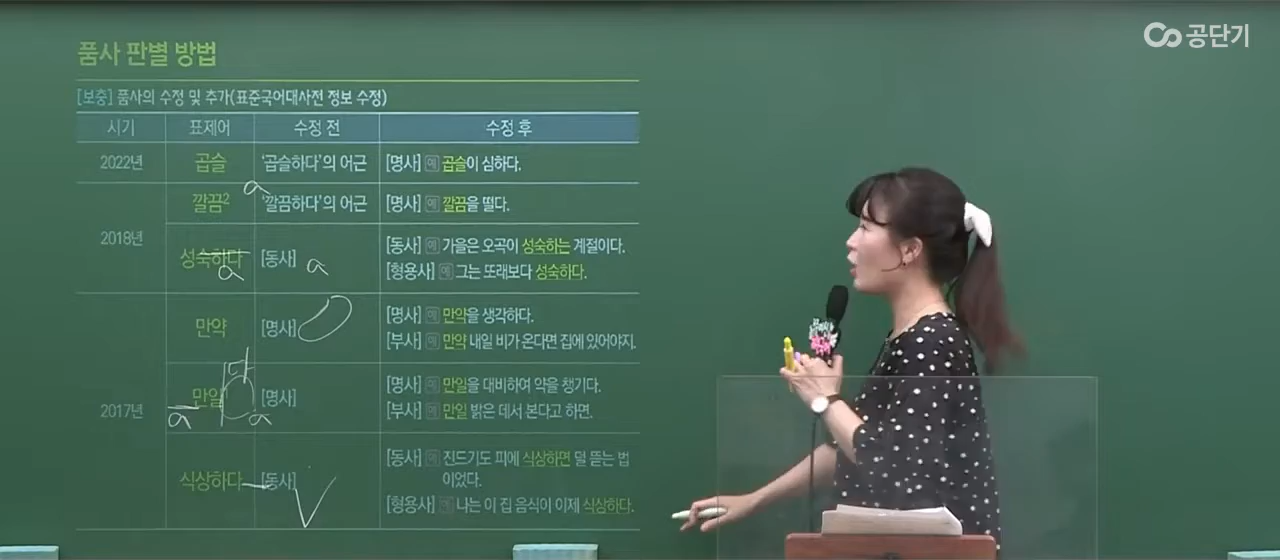 공단기
품사 판별 방법
[보충] 품사의 수정 및 추가(표준국어대사전 정보 수정)
시기 표제어 수정 전 수정 후
2022년 곱슬 '곱슬하다'의 어근 [명사] 예 곱슬이 심하다.
2018년 깔끔2 '깔끔하다'의 어근 [명사] 예 깔끔을 떨다.
성숙하다 [동사] [동사] 예 가을은 오곡이 성숙하는 계절이다.
[형용사] 예 그는 또래보다 성숙하다.
2017년 만약 [명사] [명사] 예 만약을 생각하다.
[부사] 예 만약 내일 비가 온다면 집에 있어야지.
만일 [명사] [명사] 예 만일을 대비하여 약을 챙기다.
[부사] 예 만일 밝은 데서 본다고 하면.
식상하다 [동사] [동사] 예 진드기도 피에 식상하면 덜 뜯는 법
이었다.
[형용사] 예 나는 이 집 음식이 이제 식상하다.